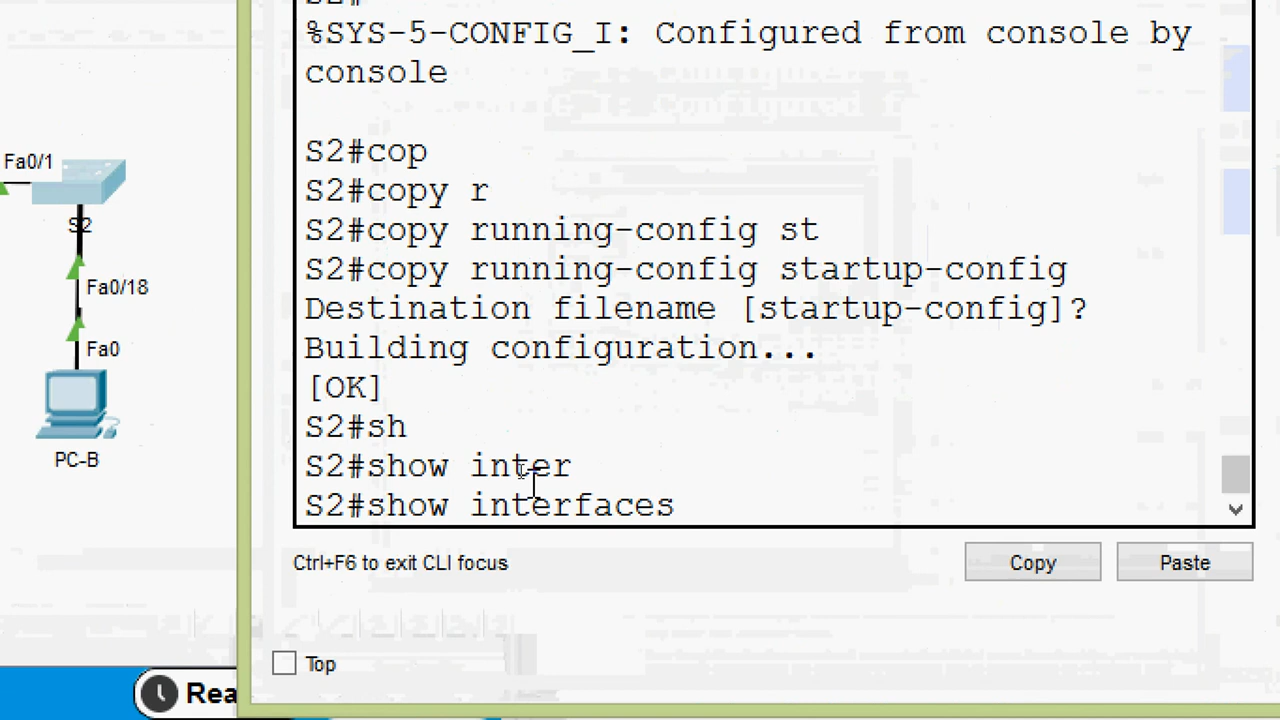 %SYS-5-CONFIG_I: Configured from console by
console
S2#cop
S2#copy r
S2#copy running-config st
S2#copy running-config startup-config
Destination filename [startup-config]?
Building configuration...
[OK]
S2#sh
S2#show inter
S2#show interfaces
Ctrl+F6 to exit CLI focus
Copy
Paste
Top
Fa0/1
S2
Fa0/18
Fa0
PC-B
Rea